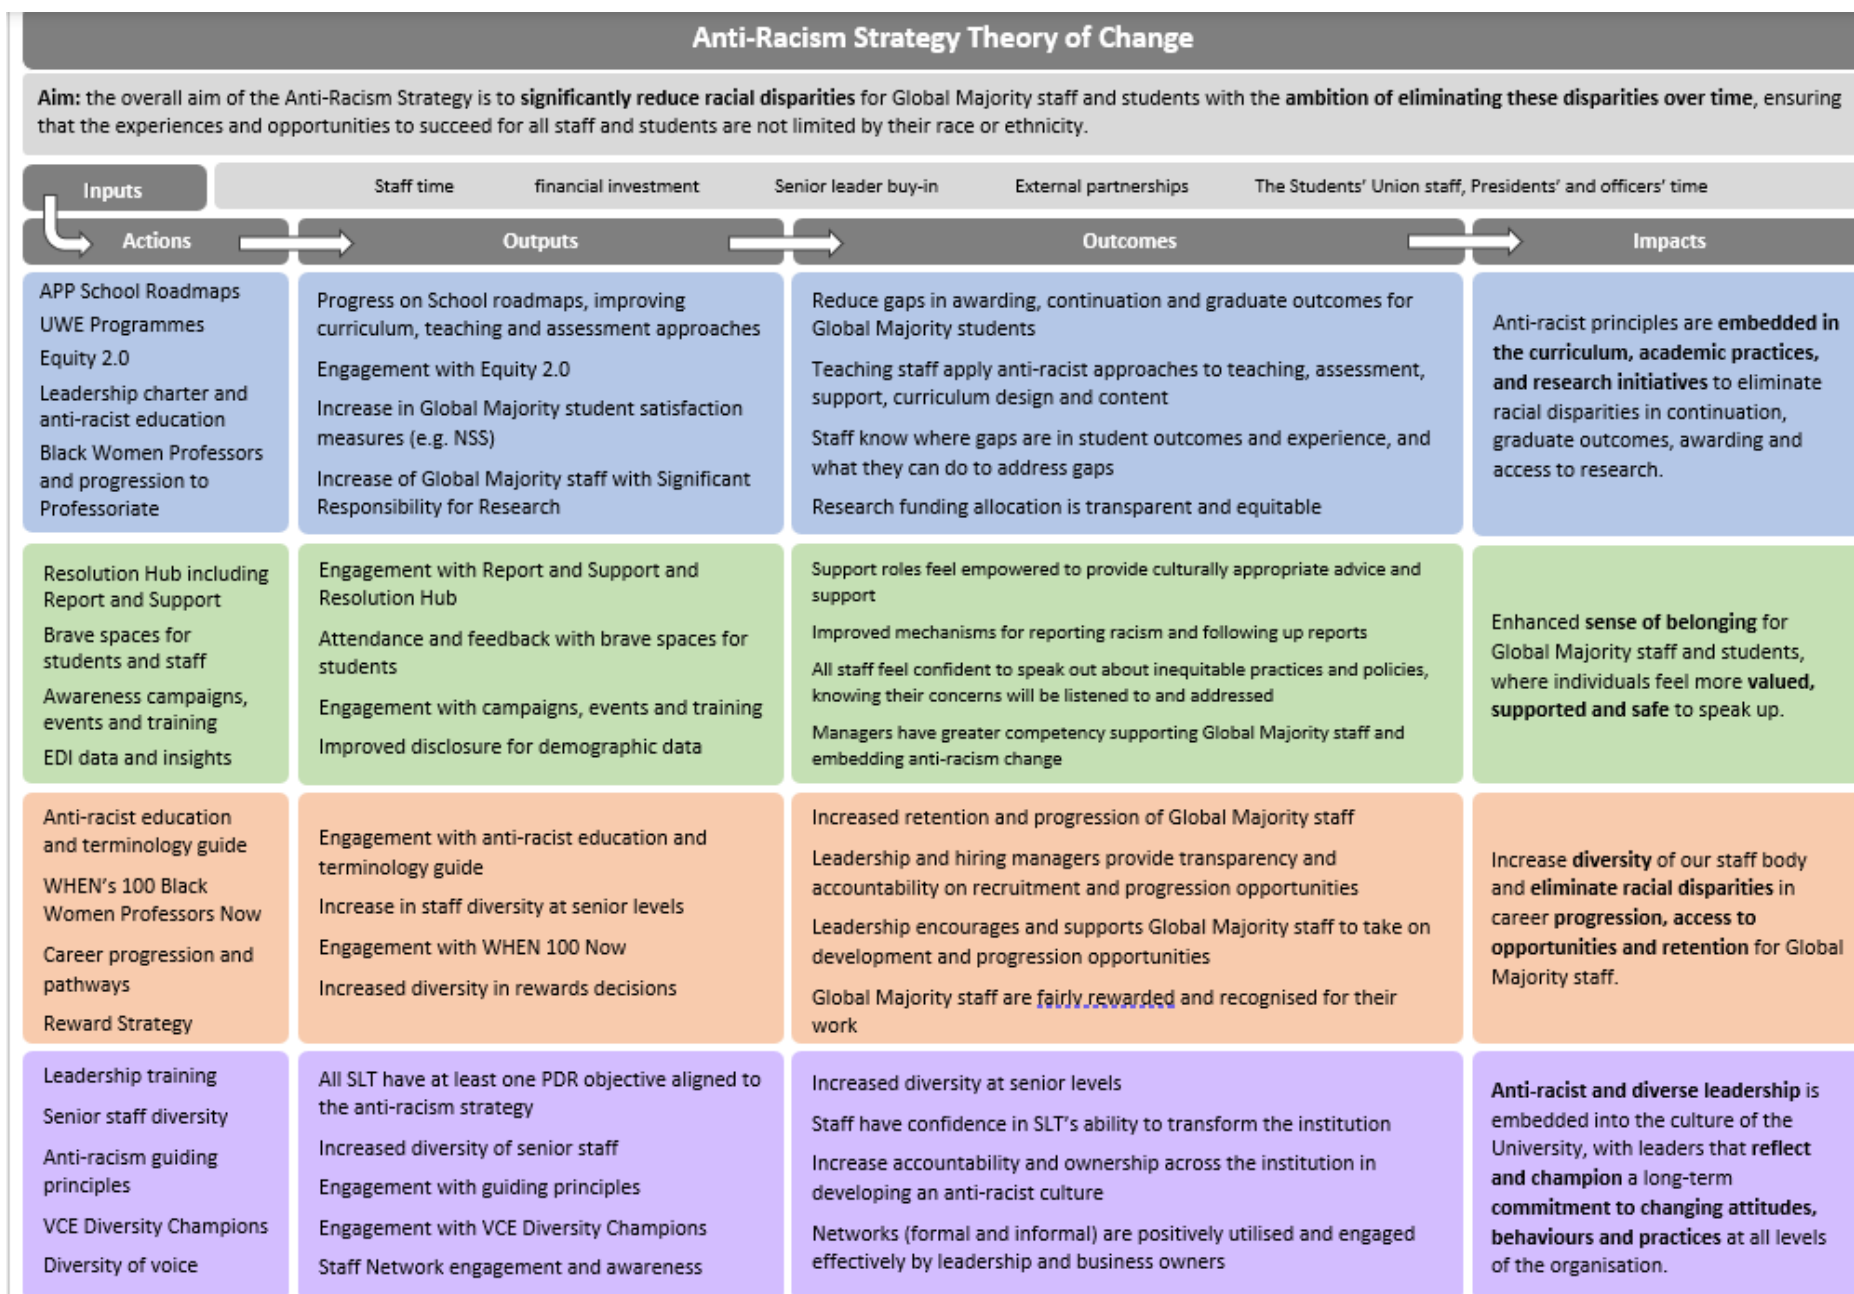 Anti-Racism Strategy Theory of Change
Aim: the overall aim of the Anti-Racism Strategy is to significantly reduce racial disparities for Global Majority staff and students with the ambition of eliminating these disparities over time, ensuring
that the experiences and opportunities to succeed for all staff and students are not limited by their race or ethnicity.
Inputs
Staff time
financial investment
Senior leader buy-in
External partnerships
The Students' Union staff, Presidents' and officers' time
Actions
Outputs
Outcomes
Impacts
APP School Roadmaps
UWE Programmes
Equity 2.0
Leadership charter and
anti-racist education
Black Women Professors
and progression to
Professoriate
Progress on School roadmaps, improving
curriculum, teaching and assessment approaches
Engagement with Equity 2.0
Increase in Global Majority student satisfaction
measures (e.g. NSS)
Increase of Global Majority staff with Significant
Responsibility for Research
Reduce gaps in awarding, continuation and graduate outcomes for
Global Majority students
Teaching staff apply anti-racist approaches to teaching, assessment,
support, curriculum design and content
Staff know where gaps are in student outcomes and experience, and
what they can do to address gaps
Research funding allocation is transparent and equitable
Anti-racist principles are embedded in
the curriculum, academic practices,
and research initiatives to eliminate
racial disparities in continuation,
graduate outcomes, awarding and
access to research.
Resolution Hub including
Report and Support
Brave spaces for
students and staff
Awareness campaigns,
events and training
EDI data and insights
Engagement with Report and Support and
Resolution Hub
Attendance and feedback with brave spaces for
students
Engagement with campaigns, events and training
Improved disclosure for demographic data
Support roles feel empowered to provide culturally appropriate advice and
support
Improved mechanisms for reporting racism and following up reports
All staff feel confident to speak out about inequitable practices and policies,
knowing their concerns will be listened to and addressed
Managers have greater competency supporting Global Majority staff and
embedding anti-racism change
Enhanced sense of belonging for
Global Majority staff and students,
where individuals feel more valued,
supported and safe to speak up.
Anti-racist education
and terminology guide
WHEN's 100 Black
Women Professors Now
Career progression and
pathways
Reward Strategy
Engagement with anti-racist education and
terminology guide
Increase in staff diversity at senior levels
Engagement with WHEN 100 Now
Increased diversity in rewards decisions
Increased retention and progression of Global Majority staff
Leadership and hiring managers provide transparency and
accountability on recruitment and progression opportunities
Leadership encourages and supports Global Majority staff to take on
development and progression opportunities
Global Majority staff are fairly rewarded and recognised for their
work
Increase diversity of our staff body
and eliminate racial disparities in
career progression, access to
opportunities and retention for Global
Majority staff.
Leadership training
Senior staff diversity
Anti-racism guiding
principles
VCE Diversity Champions
Diversity of voice
All SLT have at least one PDR objective aligned to
the anti-racism strategy
Increased diversity of senior staff
Engagement with guiding principles
Engagement with VCE Diversity Champions
Staff Network engagement and awareness
Increased diversity at senior levels
Staff have confidence in SLT's ability to transform the institution
Increase accountability and ownership across the institution in
developing an anti-racist culture
Networks (formal and informal) are positively utilised and engaged
effectively by leadership and business owners
Anti-racist and diverse leadership is
embedded into the culture of the
University, with leaders that reflect
and champion a long-term
commitment to changing attitudes,
behaviours and practices at all levels
of the organisation.